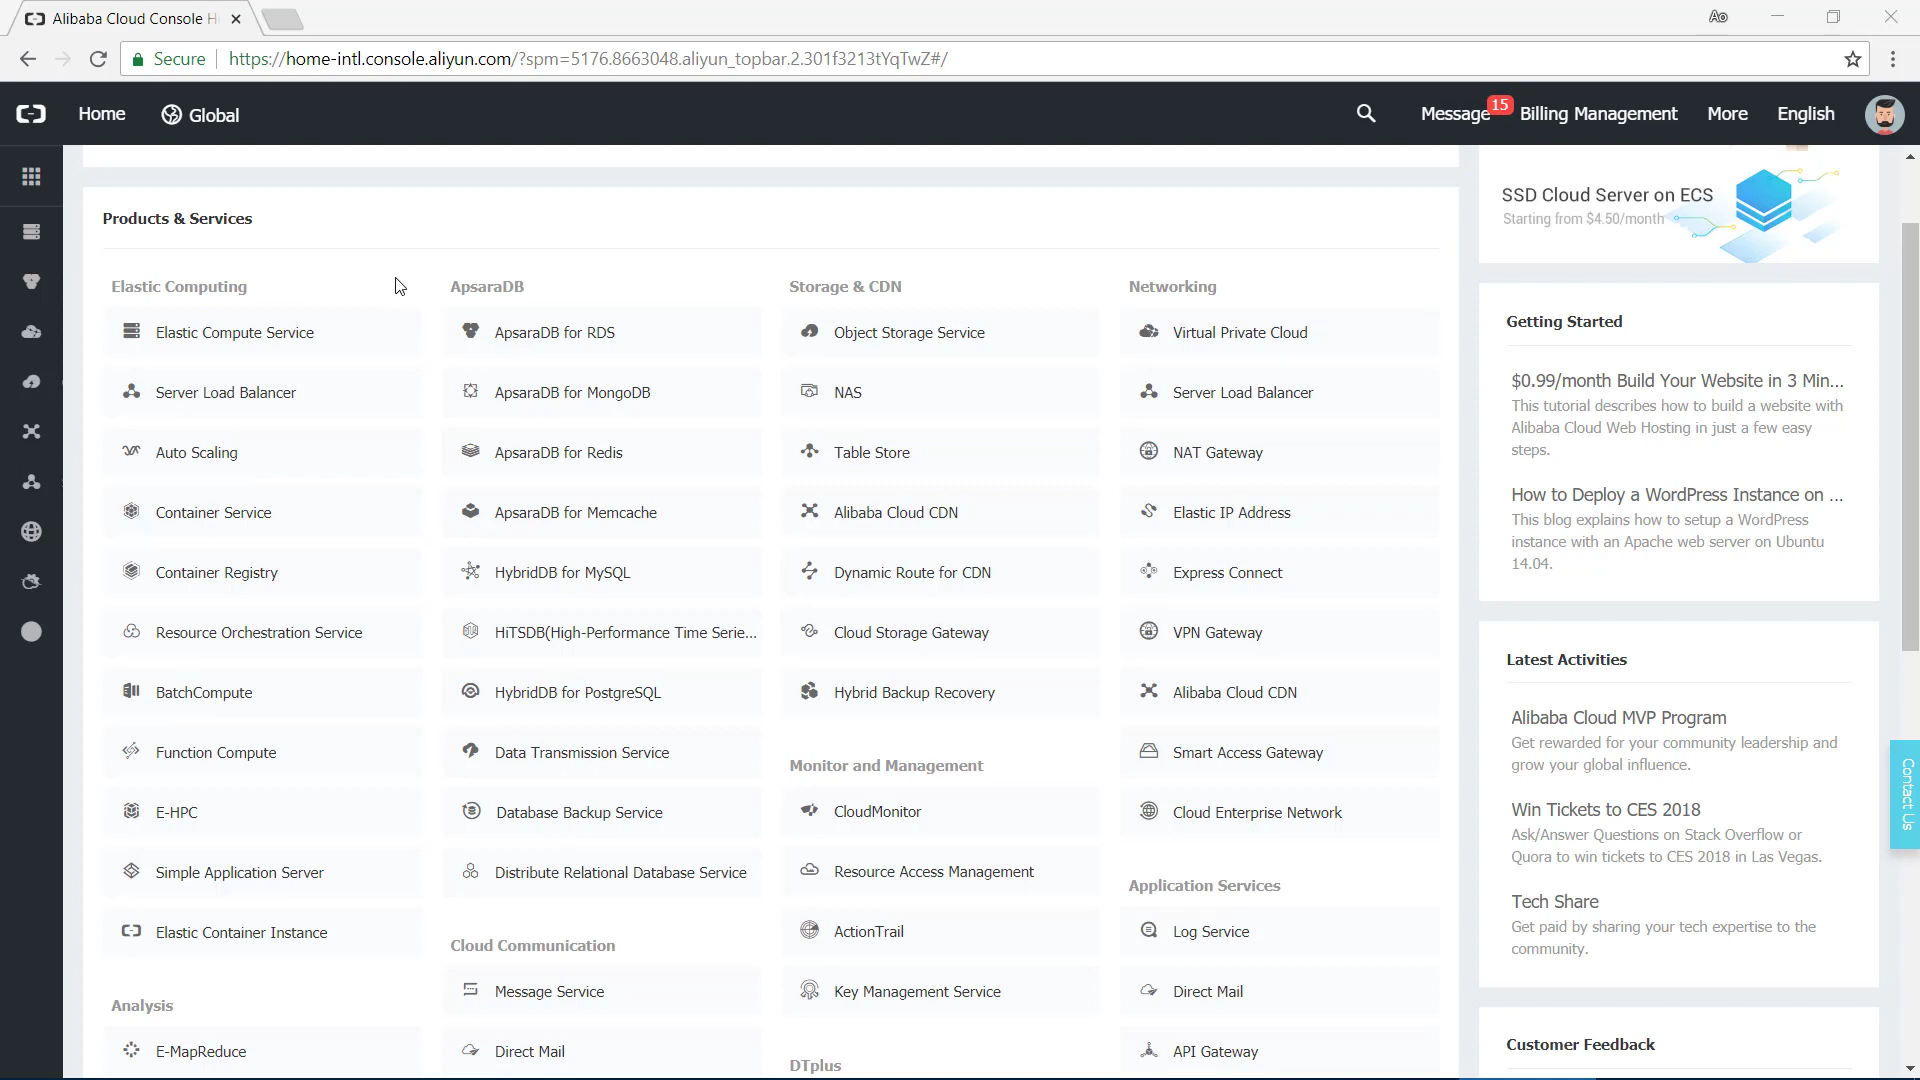 Alibaba Cloud Console H
Secure
https://home-intl.console.aliyun.com/?spm=5176.8663048.aliyun_topbar.2.301f3213tYqTwZ#/
Home
Global
Message
15
Billing Management
More
English
Products & Services
Elastic Computing
Elastic Compute Service
Server Load Balancer
Auto Scaling
Container Service
Container Registry
Resource Orchestration Service
BatchCompute
Function Compute
E-HPC
Simple Application Server
Elastic Container Instance
Analysis
E-MapReduce
ApsaraDB
ApsaraDB for RDS
ApsaraDB for MongoDB
ApsaraDB for Redis
ApsaraDB for Memcache
HybridDB for MySQL
HiTSDB(High-Performance Time Serie...
HybridDB for PostgreSQL
Data Transmission Service
Database Backup Service
Distribute Relational Database Service
Cloud Communication
Message Service
Direct Mail
Storage & CDN
Object Storage Service
NAS
Table Store
Alibaba Cloud CDN
Dynamic Route for CDN
Cloud Storage Gateway
Hybrid Backup Recovery
Monitor and Management
CloudMonitor
Resource Access Management
ActionTrail
Key Management Service
DTplus
Networking
Virtual Private Cloud
Server Load Balancer
NAT Gateway
Elastic IP Address
Express Connect
VPN Gateway
Alibaba Cloud CDN
Smart Access Gateway
Cloud Enterprise Network
Application Services
Log Service
Direct Mail
API Gateway
SSD Cloud Server on ECS
Starting from $4.50/month
Getting Started
$0.99/month Build Your Website in 3 Min...
This tutorial describes how to build a website with
Alibaba Cloud Web Hosting in just a few easy
steps.
How to Deploy a WordPress Instance on ...
This blog explains how to setup a WordPress
instance with an Apache web server on Ubuntu
14.04.
Latest Activities
Alibaba Cloud MVP Program
Get rewarded for your community leadership and
grow your global influence.
Win Tickets to CES 2018
Ask/Answer Questions on Stack Overflow or
Quora to win tickets to CES 2018 in Las Vegas.
Tech Share
Get paid by sharing your tech expertise to the
community.
Customer Feedback
Contact Us